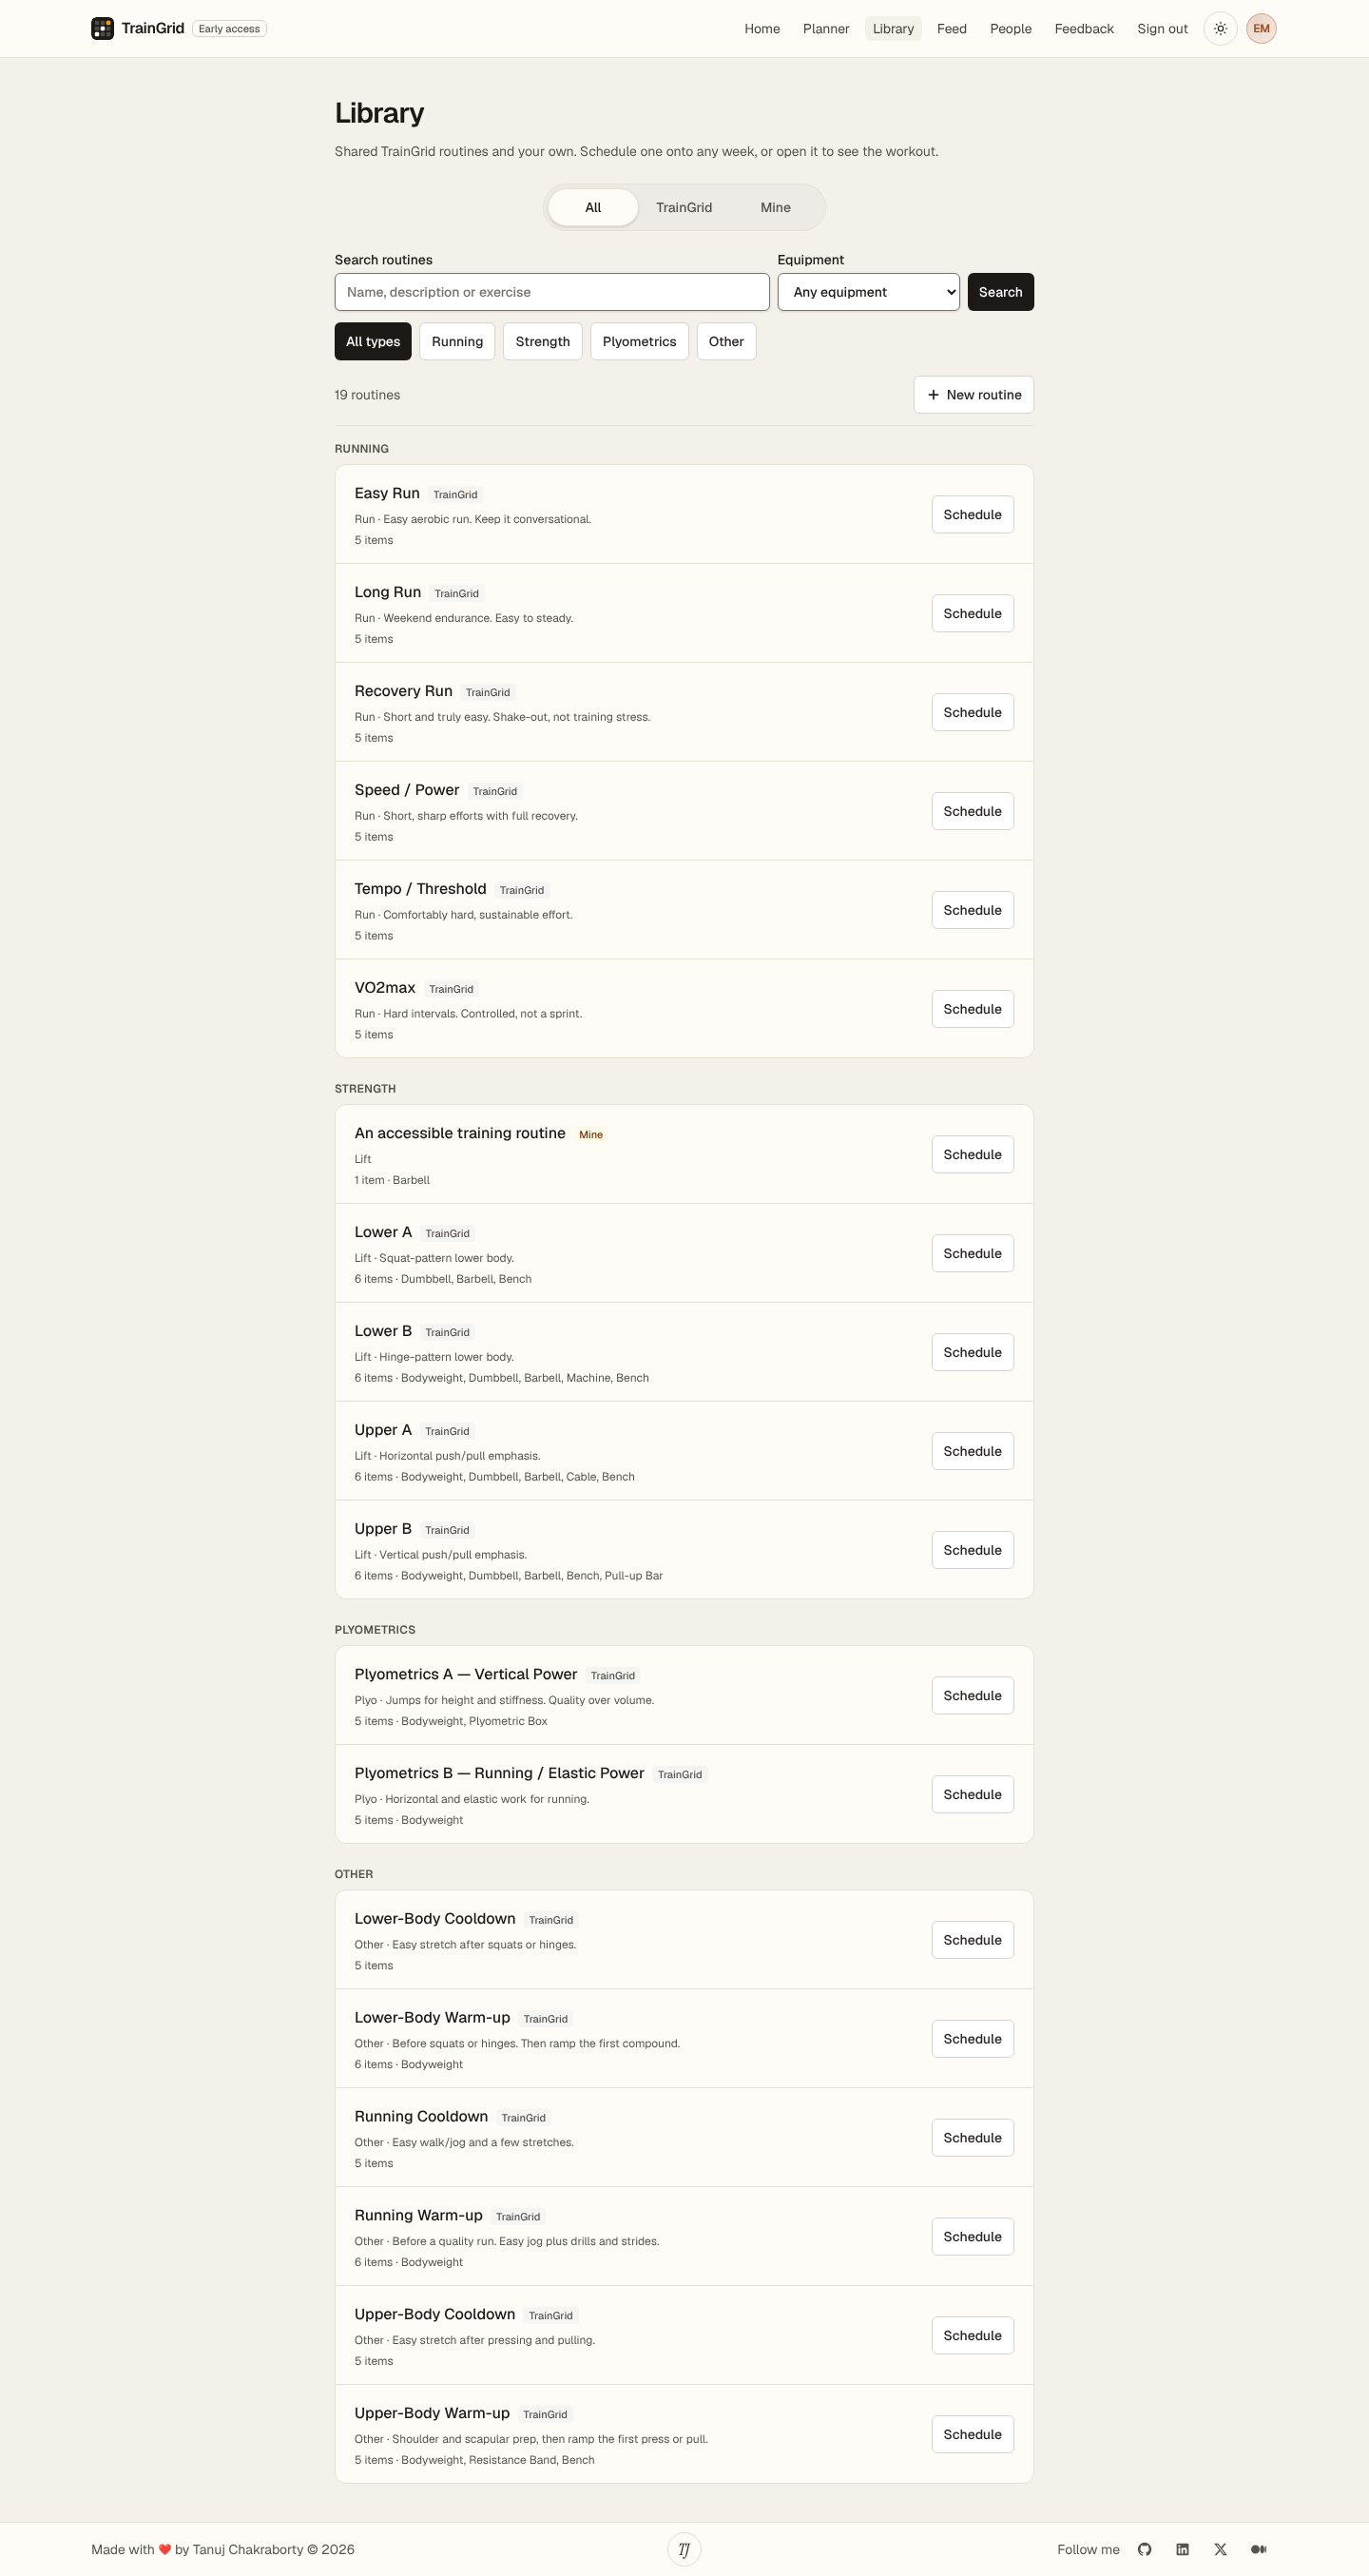 TrainGrid Early access Home Planner Library Feed People Feedback Sign out EM
Library
Shared TrainGrid routines and your own. Schedule one onto any week, or open it to see the workout.
All TrainGrid Mine
Search routines Equipment
Name, description or exercise Any equipment Search
All types Running Strength Plyometrics Other
19 routines + New routine
RUNNING
Easy Run TrainGrid
Run · Easy aerobic run. Keep it conversational.
5 items
Schedule
Long Run TrainGrid
Run · Weekend endurance. Easy to steady.
5 items
Schedule
Recovery Run TrainGrid
Run · Short and truly easy. Shake-out, not training stress.
5 items
Schedule
Speed / Power TrainGrid
Run · Short, sharp efforts with full recovery.
5 items
Schedule
Tempo / Threshold TrainGrid
Run · Comfortably hard, sustainable effort.
5 items
Schedule
VO2max TrainGrid
Run · Hard intervals. Controlled, not a sprint.
5 items
Schedule
STRENGTH
An accessible training routine Mine
Lift
1 item · Barbell
Schedule
Lower A TrainGrid
Lift · Squat-pattern lower body.
6 items · Dumbbell, Barbell, Bench
Schedule
Lower B TrainGrid
Lift · Hinge-pattern lower body.
6 items · Bodyweight, Dumbbell, Barbell, Machine, Bench
Schedule
Upper A TrainGrid
Lift · Horizontal push/pull emphasis.
6 items · Bodyweight, Dumbbell, Barbell, Cable, Bench
Schedule
Upper B TrainGrid
Lift · Vertical push/pull emphasis.
6 items · Bodyweight, Dumbbell, Barbell, Bench, Pull-up Bar
Schedule
PLYOMETRICS
Plyometrics A — Vertical Power TrainGrid
Plyo · Jumps for height and stiffness. Quality over volume.
5 items · Bodyweight, Plyometric Box
Schedule
Plyometrics B — Running / Elastic Power TrainGrid
Plyo · Horizontal and elastic work for running.
5 items · Bodyweight
Schedule
OTHER
Lower-Body Cooldown TrainGrid
Other · Easy stretch after squats or hinges.
5 items
Schedule
Lower-Body Warm-up TrainGrid
Other · Before squats or hinges. Then ramp the first compound.
6 items · Bodyweight
Schedule
Running Cooldown TrainGrid
Other · Easy walk/jog and a few stretches.
5 items
Schedule
Running Warm-up TrainGrid
Other · Before a quality run. Easy jog plus drills and strides.
6 items · Bodyweight
Schedule
Upper-Body Cooldown TrainGrid
Other · Easy stretch after pressing and pulling.
5 items
Schedule
Upper-Body Warm-up TrainGrid
Other · Shoulder and scapular prep, then ramp the first press or pull.
5 items · Bodyweight, Resistance Band, Bench
Schedule
Made with ❤️ by Tanuj Chakraborty © 2026 TJ Follow me